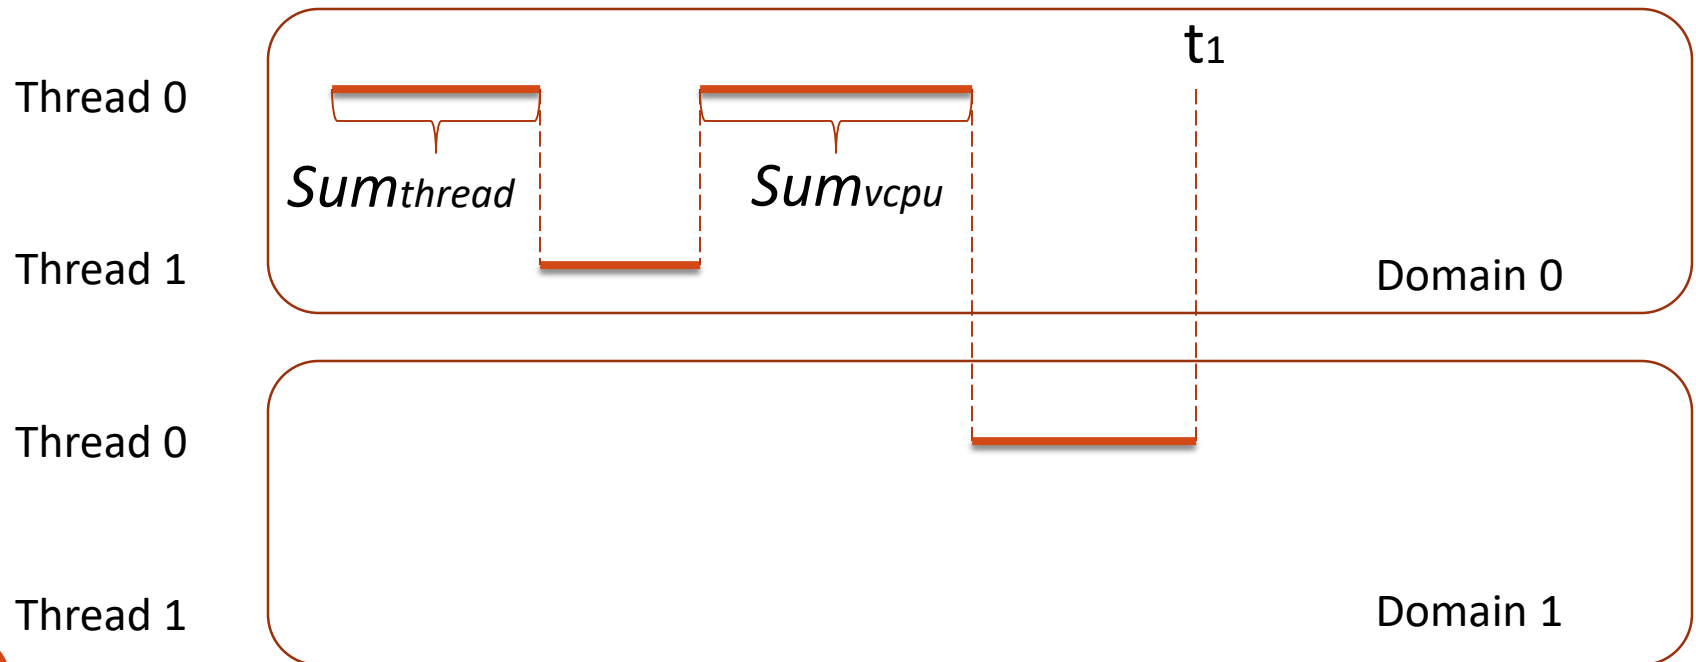 t1
Thread 0
Sumthread
Sumvcpu
Thread 1
Domain 0
Thread 0
Thread 1
Domain 1